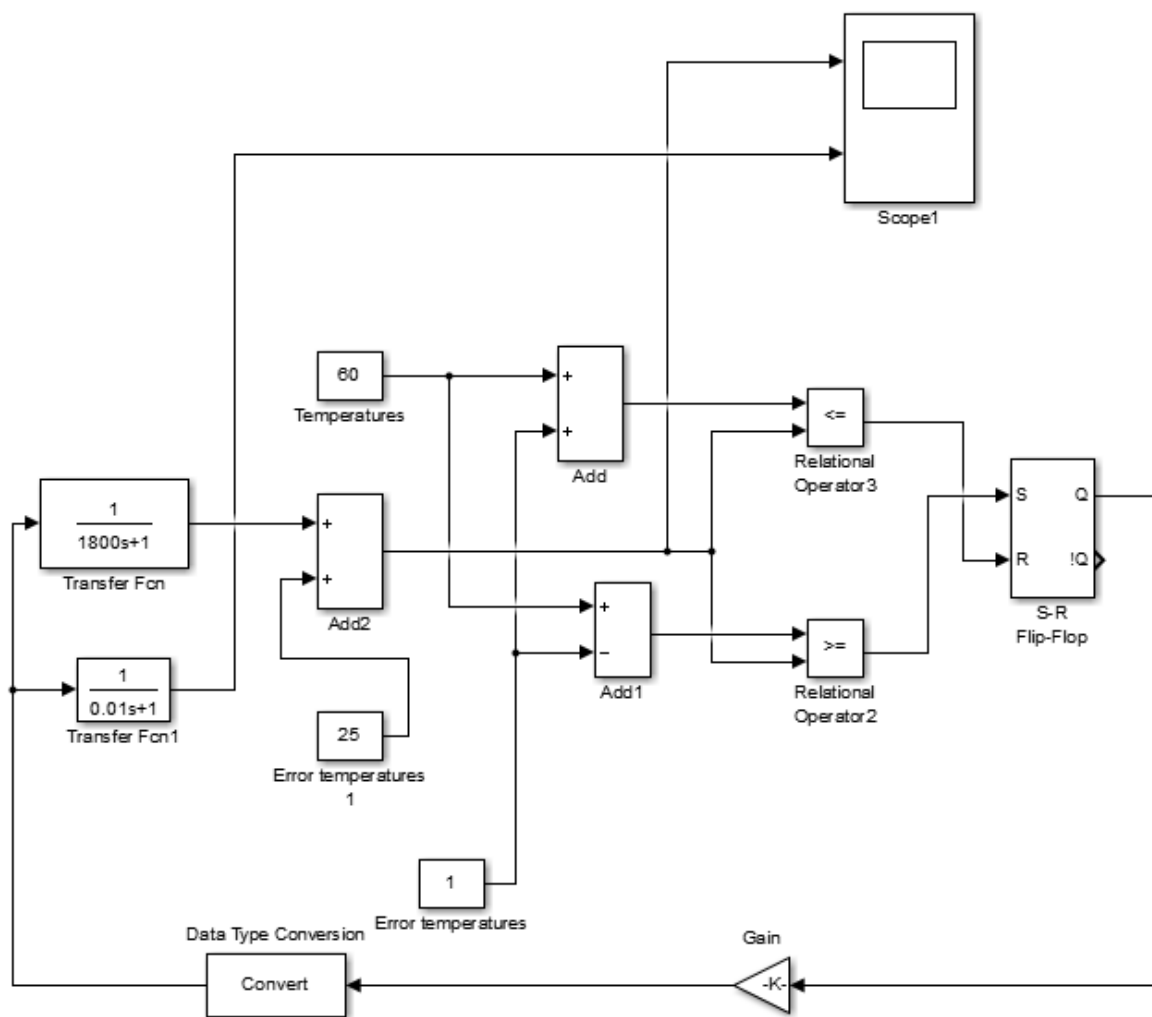 Scope1
60
Temperatures
+
+
Add
<=
Relational
Operator3
1
1800s+1
Transfer Fcn
+
+
Add2
S
Q
R
!Q
S-R
Flip-Flop
+
−
Add1
>=
Relational
Operator2
1
0.01s+1
Transfer Fcn1
25
Error temperatures
1
1
Error temperatures
Data Type Conversion
Convert
Gain
-K-